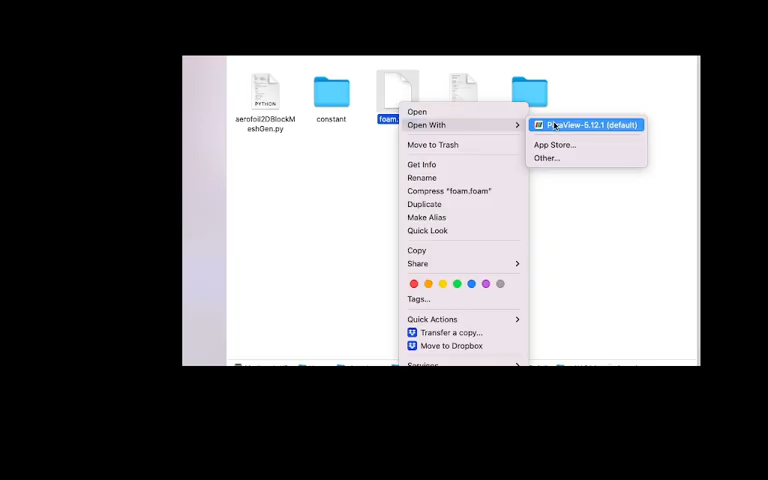 PYTHON
aerofoil2DBlockM
eshGen.py
constant
foam.
Open
Open With
ParaView-5.12.1 (default)
App Store...
Other...
Move to Trash
Get Info
Rename
Compress "foam.foam"
Duplicate
Make Alias
Quick Look
Copy
Share
Tags...
Quick Actions
Transfer a copy...
Move to Dropbox
Services